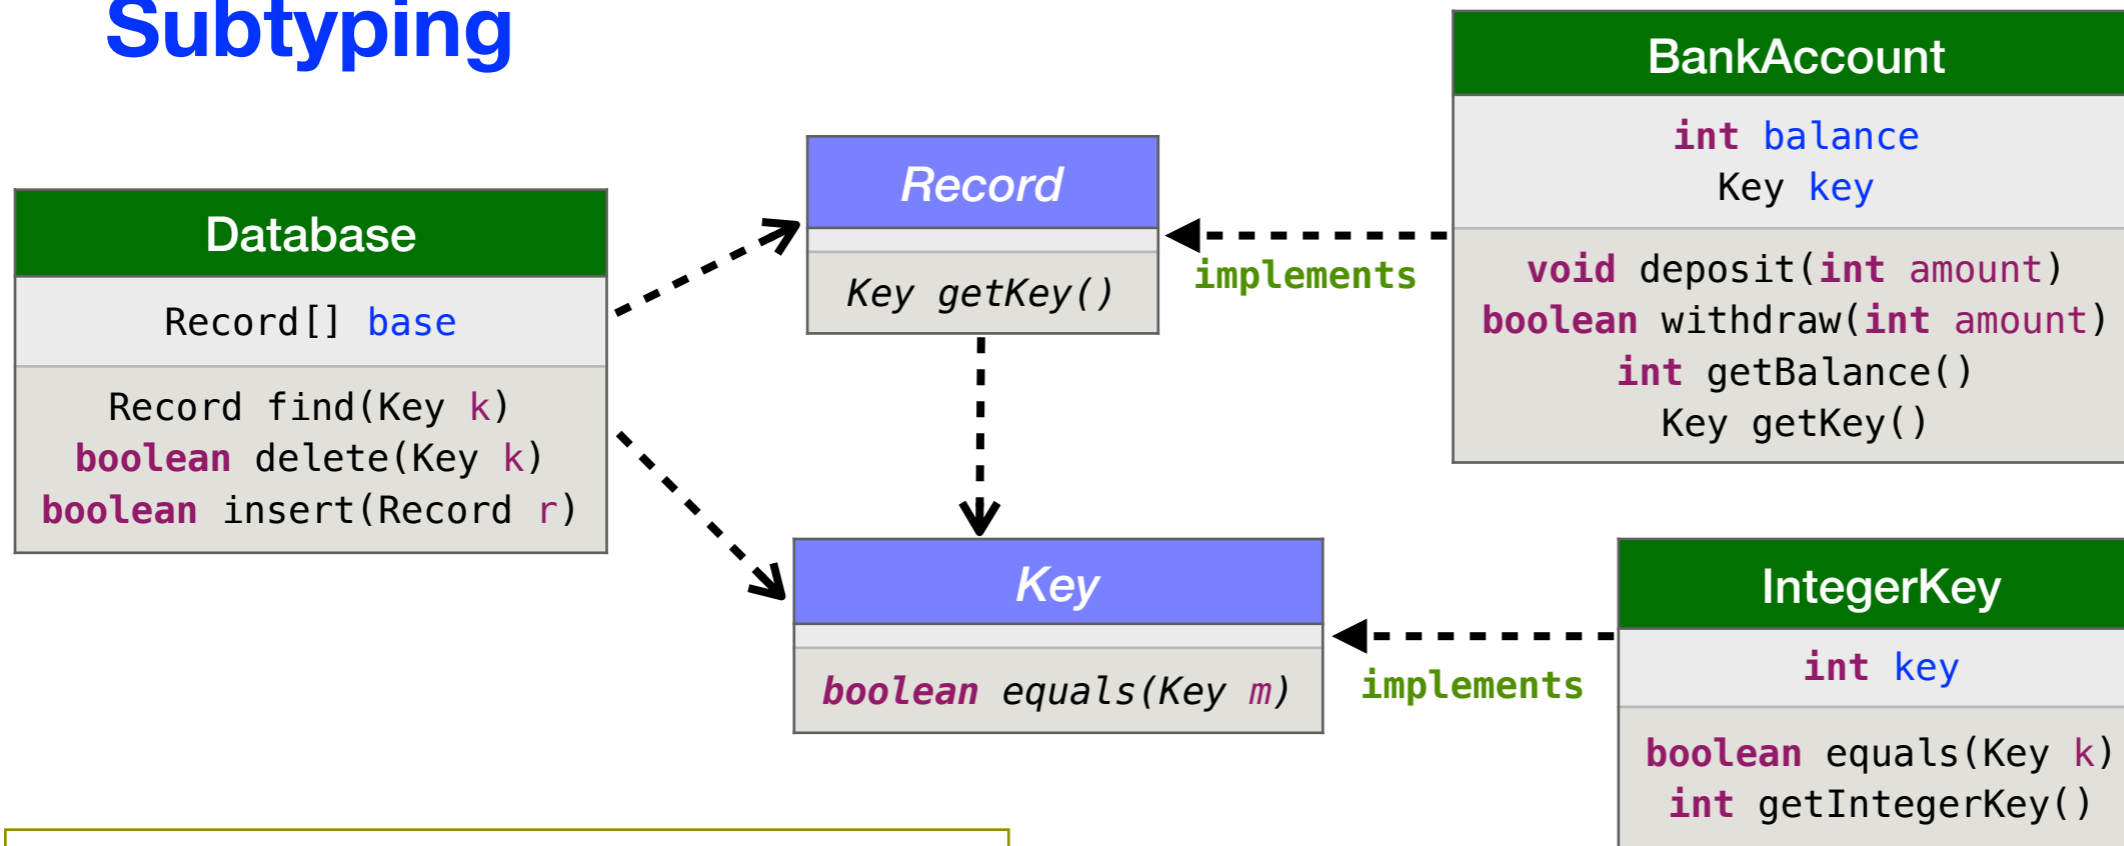 Subtyping
Database
Record[] base
Record find(Key k)
boolean delete(Key k)
boolean insert(Record r)
Record
Key getKey()
implements
BankAccount
int balance
Key key
void deposit(int amount)
boolean withdraw(int amount)
int getBalance()
Key getKey()
Key
boolean equals(Key m)
implements
IntegerKey
int key
boolean equals(Key k)
int getIntegerKey()